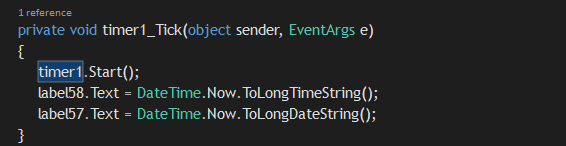 1 reference
private void timer1_Tick(object sender, EventArgs e)
{
timer1.Start();
label58.Text = DateTime.Now.ToLongTimeString();
label57.Text = DateTime.Now.ToLongDateString();
}